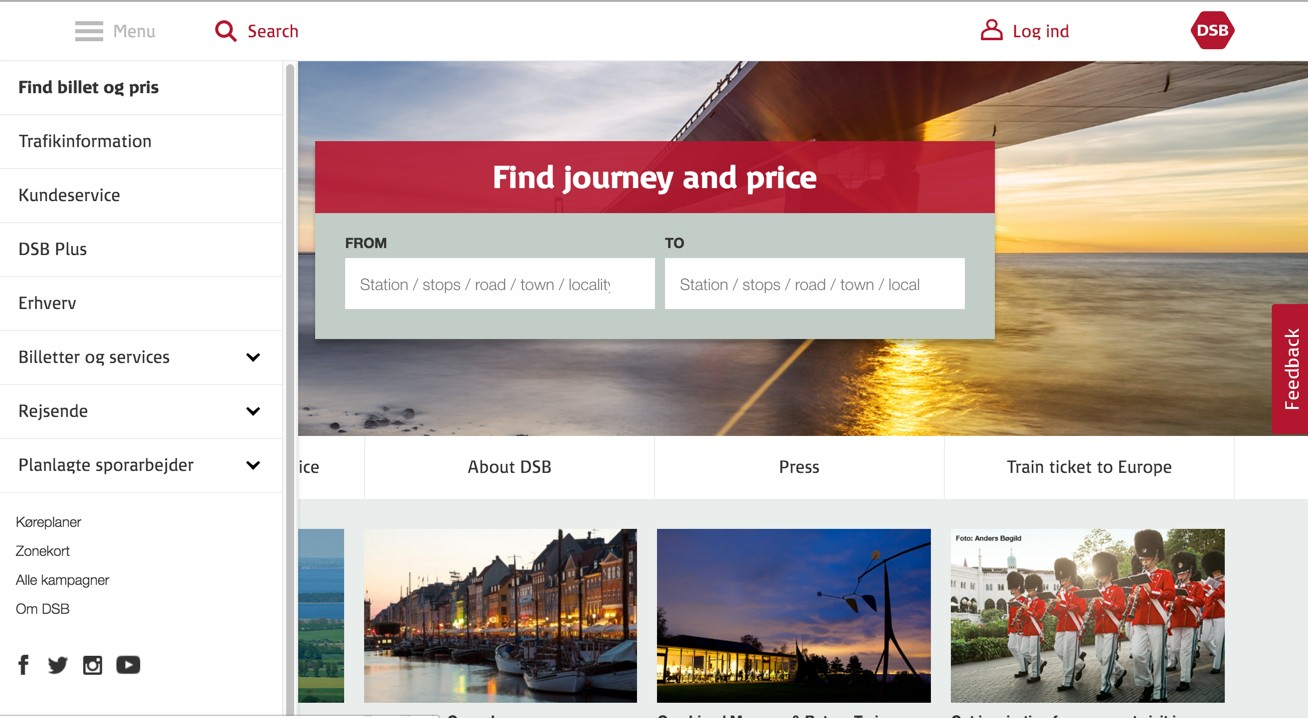 Menu
Search
Log ind
DSB
Find billet og pris
Trafikinformation
Kundeservice
DSB Plus
Erhverv
Billetter og services
Rejsende
Planlagte sporarbejder
Køreplaner
Zonekort
Alle kampagner
Om DSB
Find journey and price
FROM
TO
Station / stops / road / town / locality
Station / stops / road / town / local
Feedback
ice
About DSB
Press
Train ticket to Europe
Foto: Anders Bøgild